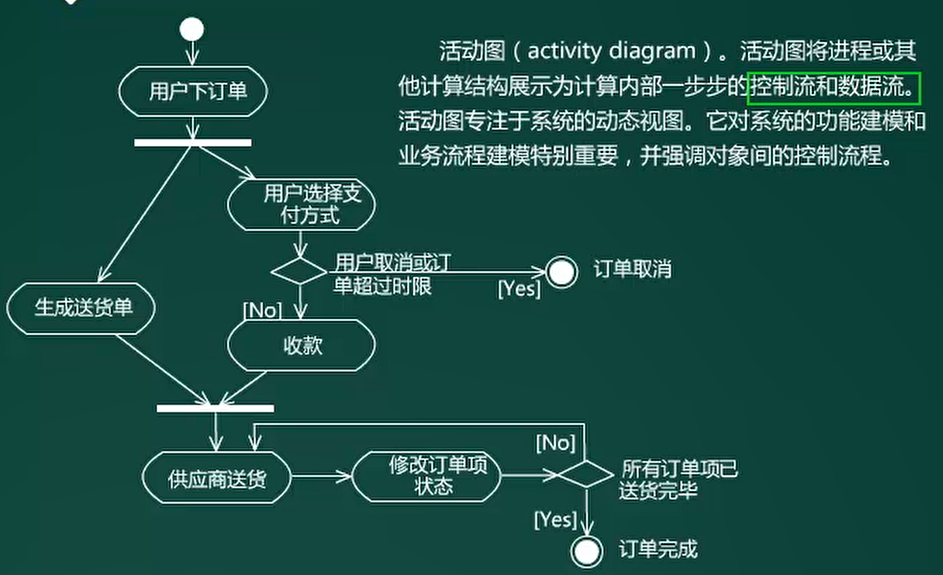 活动图（activity diagram）。活动图将进程或其
他计算结构展示为计算内部一步步的控制流和数据流。
活动图专注于系统的动态视图。它对系统的功能建模和
业务流程建模特别重要，并强调对象间的控制流程。
用户下订单
用户选择支
付方式
用户取消或订
单超过时限
[Yes]
订单取消
生成送货单
[No]
收款
供应商送货
修改订单项
状态
[No]
所有订单项已
送货完毕
[Yes]
订单完成